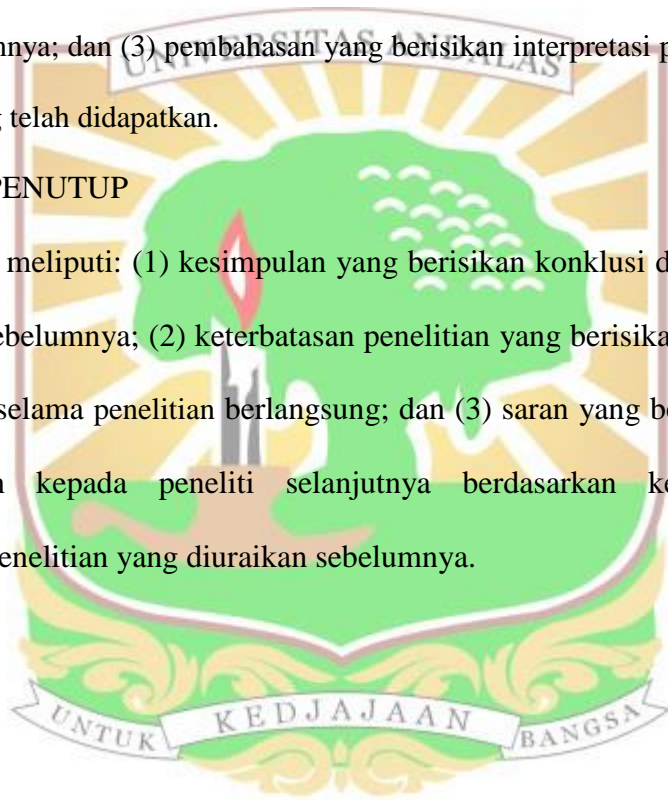 nnya; dan (3) pembahasan yang berisikan interpretasi p
UNIVERSITAS ANDALAS
telah didapatkan.
PENUTUP
meliputi: (1) kesimpulan yang berisikan konklusi d
ebelumnya; (2) keterbatasan penelitian yang berisika
selama penelitian berlangsung; dan (3) saran yang be
kepada peneliti selanjutnya berdasarkan ke
enelitian yang diuraikan sebelumnya.
UNTUK KEDJAJAAN BANGSA